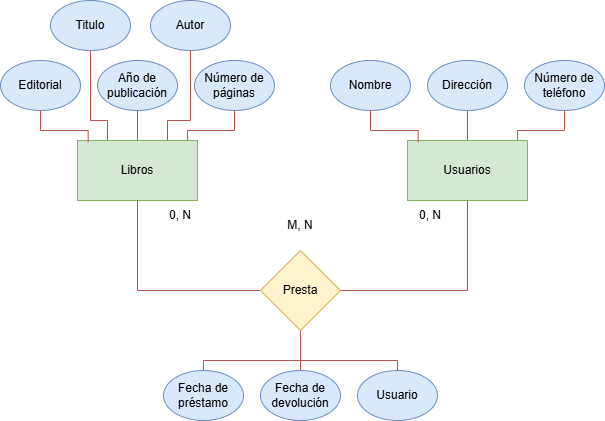 Titulo
Autor
Editorial
Año de
publicación
Número de
páginas
Nombre
Dirección
Número de
teléfono
Libros
Usuarios
0, N
0, N
M, N
Presta
Fecha de
préstamo
Fecha de
devolución
Usuario